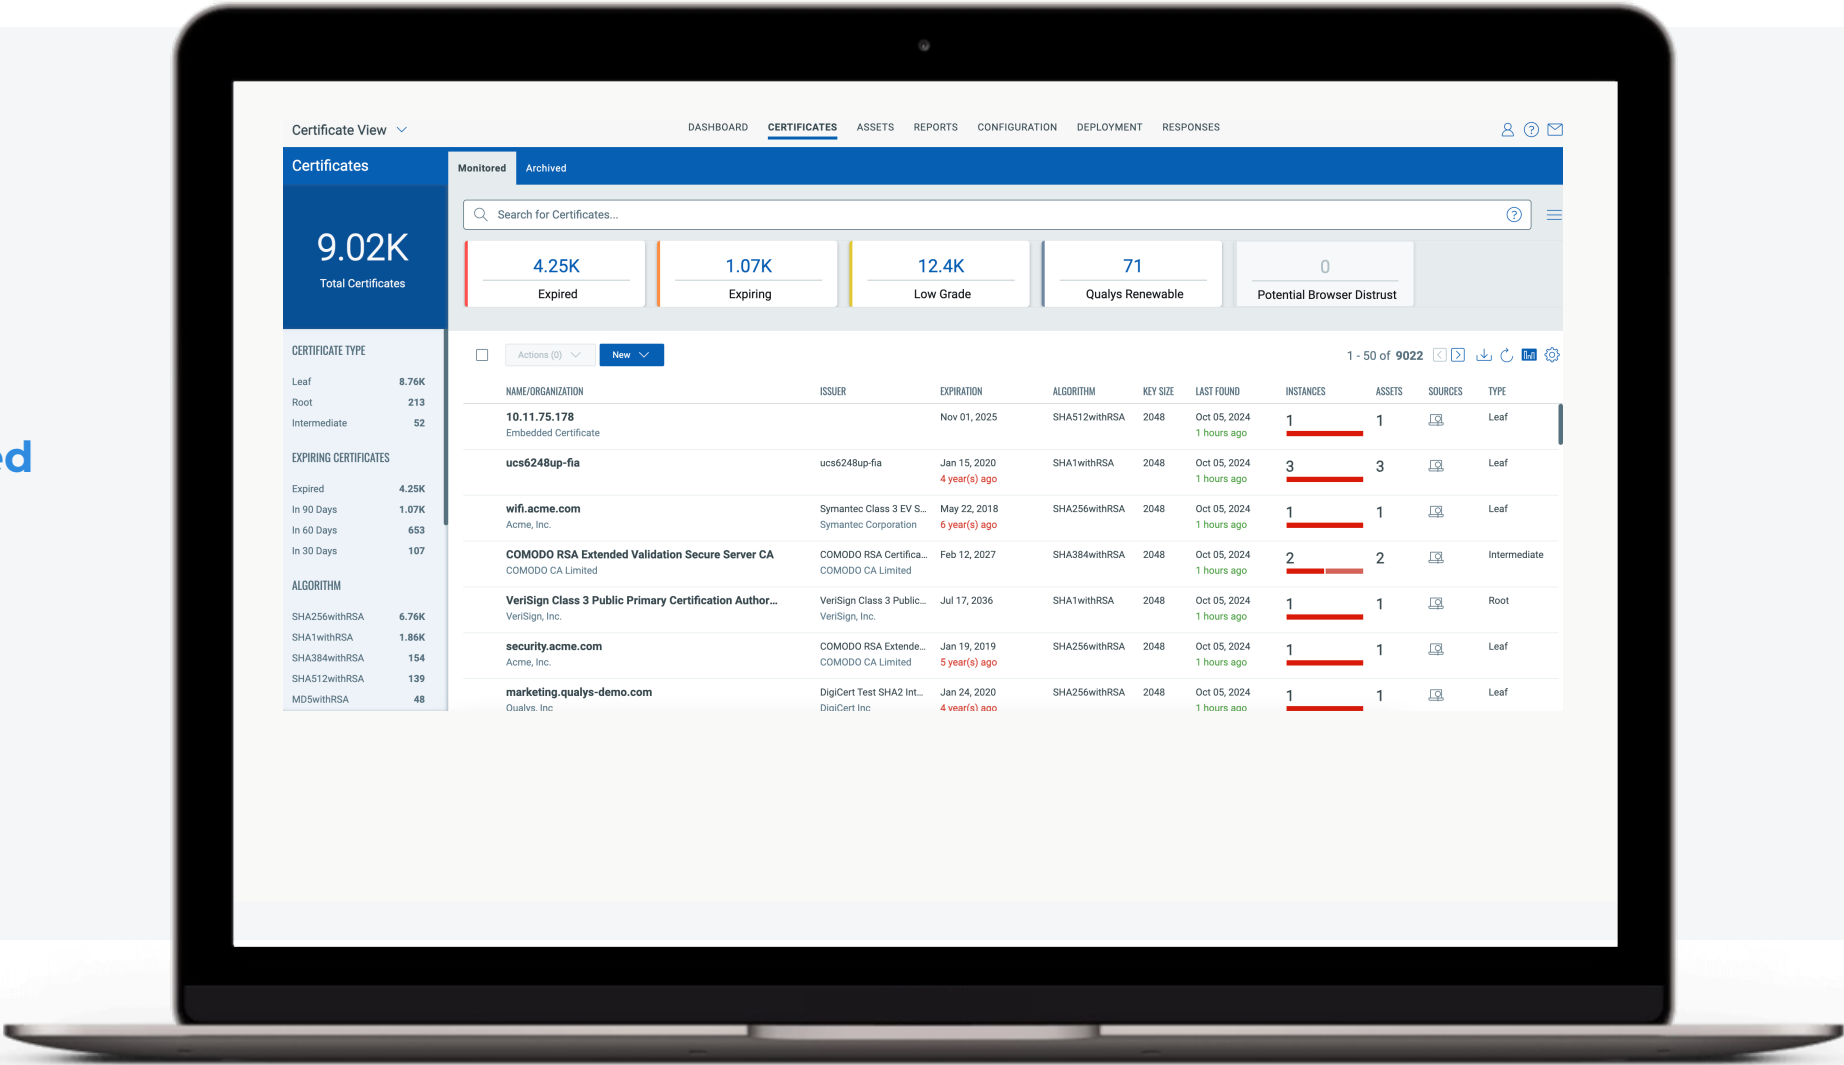 Certificate View
DASHBOARD CERTIFICATES ASSETS REPORTS CONFIGURATION DEPLOYMENT RESPONSES
Certificates
Monitored Archived
Search for Certificates...
9.02K
Total Certificates
4.25K
Expired
1.07K
Expiring
12.4K
Low Grade
71
Qualys Renewable
0
Potential Browser Distrust
CERTIFICATE TYPE
Leaf 8.76K
Root 213
Intermediate 52
EXPIRING CERTIFICATES
Expired 4.25K
In 90 Days 1.07K
In 60 Days 653
In 30 Days 107
ALGORITHM
SHA256withRSA 6.76K
SHA1withRSA 1.86K
SHA384withRSA 154
SHA512withRSA 139
MD5withRSA 48
Actions (0) New 1 - 50 of 9022
NAME/ORGANIZATION ISSUER EXPIRATION ALGORITHM KEY SIZE LAST FOUND INSTANCES ASSETS SOURCES TYPE
10.11.75.178 Nov 01, 2025 SHA512withRSA 2048 Oct 05, 2024 1 1 Leaf
Embedded Certificate 1 hours ago
ucs6248up-fia ucs6248up-fia Jan 15, 2020 SHA1withRSA 2048 Oct 05, 2024 3 3 Leaf
4 year(s) ago 1 hours ago
wifi.acme.com Symantec Class 3 EV S... May 22, 2018 SHA256withRSA 2048 Oct 05, 2024 1 1 Leaf
Acme, Inc. Symantec Corporation 6 year(s) ago 1 hours ago
COMODO RSA Extended Validation Secure Server CA COMODO RSA Certifica... Feb 12, 2027 SHA384withRSA 2048 Oct 05, 2024 2 2 Intermediate
COMODO CA Limited COMODO CA Limited 1 hours ago
VeriSign Class 3 Public Primary Certification Author... VeriSign Class 3 Public... Jul 17, 2036 SHA1withRSA 2048 Oct 05, 2024 1 1 Root
VeriSign, Inc. VeriSign, Inc. 1 hours ago
security.acme.com COMODO RSA Extende... Jan 19, 2019 SHA256withRSA 2048 Oct 05, 2024 1 1 Leaf
Acme, Inc. COMODO CA Limited 5 year(s) ago 1 hours ago
marketing.qualys-demo.com DigiCert Test SHA2 Int... Jan 24, 2020 SHA256withRSA 2048 Oct 05, 2024 1 1 Leaf
Qualys, Inc DigiCert Inc 4 year(s) ago 1 hours ago